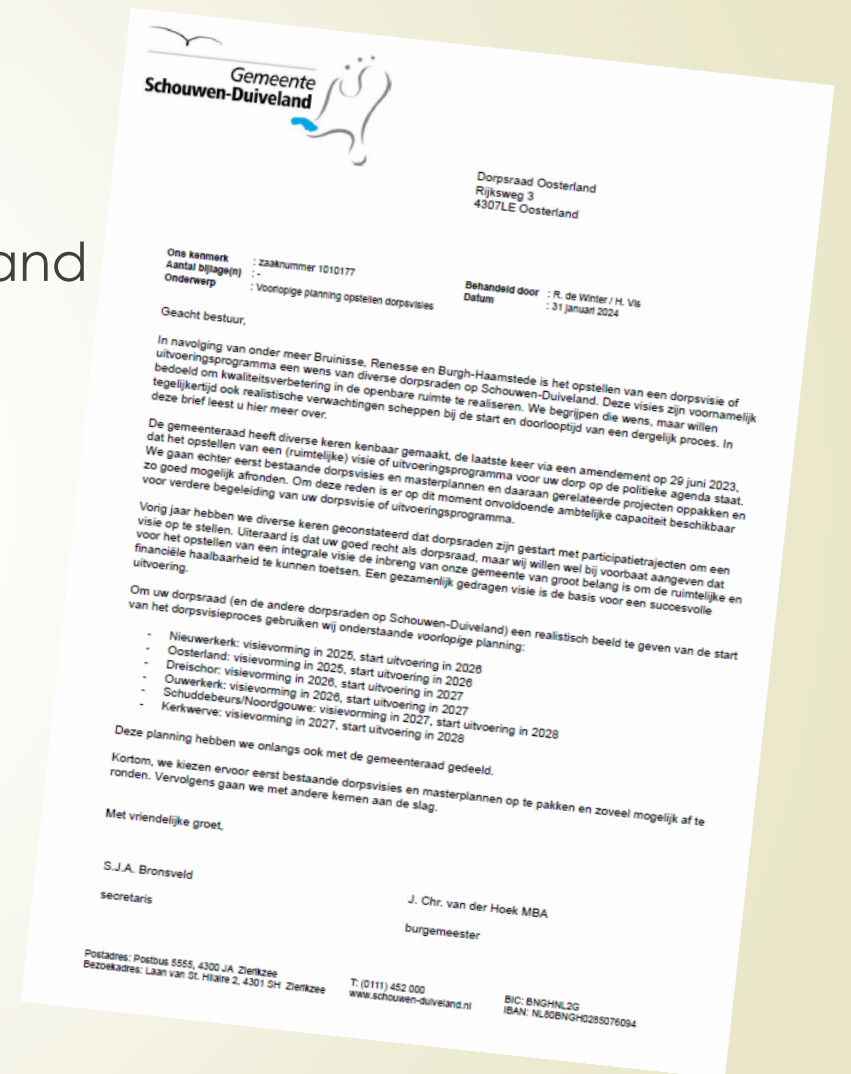 and
Gemeente
Schouwen-Duiveland
Dorpsraad Oosterland
Rijksweg 3
4307LE Oosterland
Ons kenmerk : zaaknummer 1010177
Aantal bijlage(n) : -
Onderwerp : Voorlopige planning opstellen dorpsvisies
Behandeld door : R. de Winter / H. Vis
Datum : 31 januari 2024
Geacht bestuur,
In navolging van onder meer Bruinisse, Renesse en Burgh-Haamstede is het opstellen van een dorpsvisie of
uitvoeringsprogramma een wens van diverse dorpsraden op Schouwen-Duiveland. Deze visies zijn voornamelijk
bedoeld om kwaliteitsverbetering in de openbare ruimte te realiseren. We begrijpen die wens, maar willen
tegelijkertijd ook realistische verwachtingen scheppen bij de start en doorlooptijd van een dergelijk proces. In
deze brief leest u hier meer over.
De gemeenteraad heeft diverse keren kenbaar gemaakt, de laatste keer via een amendement op 29 juni 2023,
dat het opstellen van een (ruimtelijke) visie of uitvoeringsprogramma voor uw dorp op de politieke agenda staat.
We gaan echter eerst bestaande dorpsvisies en masterplannen en daaraan gerelateerde projecten oppakken en
zo goed mogelijk afronden. Om deze reden is er op dit moment onvoldoende ambtelijke capaciteit beschikbaar
voor verdere begeleiding van uw dorpsvisie of uitvoeringsprogramma.
Vorig jaar hebben we diverse keren geconstateerd dat dorpsraden zijn gestart met participatietrajecten om een
visie op te stellen. Uiteraard is dat uw goed recht als dorpsraad, maar wij willen wel bij voorbaat aangeven dat
voor het opstellen van een integrale visie de inbreng van onze gemeente van groot belang is om de ruimtelijke en
financiële haalbaarheid te kunnen toetsen. Een gezamenlijk gedragen visie is de basis voor een succesvolle
uitvoering.
Om uw dorpsraad (en de andere dorpsraden op Schouwen-Duiveland) een realistisch beeld te geven van de start
van het dorpsvisieproces gebruiken wij onderstaande voorlopige planning:
- Nieuwerkerk: visievorming in 2025, start uitvoering in 2026
- Oosterland: visievorming in 2025, start uitvoering in 2026
- Dreischor: visievorming in 2026, start uitvoering in 2027
- Ouwerkerk: visievorming in 2026, start uitvoering in 2027
- Schuddebeurs/Noordgouwe: visievorming in 2027, start uitvoering in 2028
- Kerkwerve: visievorming in 2027, start uitvoering in 2028
Deze planning hebben we onlangs ook met de gemeenteraad gedeeld.
Kortom, we kiezen ervoor eerst bestaande dorpsvisies en masterplannen op te pakken en zoveel mogelijk af te
ronden. Vervolgens gaan we met andere kernen aan de slag.
Met vriendelijke groet,
S.J.A. Bronsveld
secretaris
J. Chr. van der Hoek MBA
burgemeester
Postadres: Postbus 5555, 4300 JA Zierikzee
Bezoekadres: Laan van St. Hilaire 2, 4301 SH Zierikzee
T: (0111) 452 000
www.schouwen-duiveland.nl
BIC: BNGHNL2G
IBAN: NL80BNGH0285076094